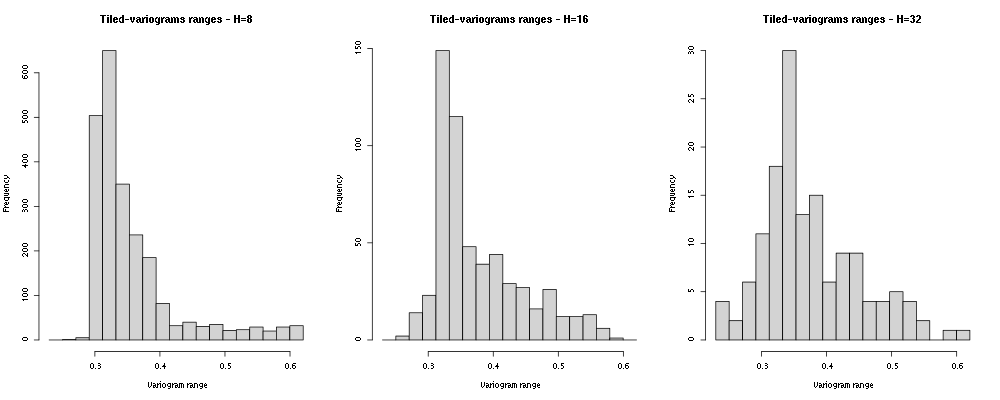 Tiled-variograms ranges - H=8
Frequency
600
500
400
300
200
100
0
0.3 0.4 0.5 0.6
Variogram range
Tiled-variograms ranges - H=16
Frequency
150
100
50
0
0.3 0.4 0.5 0.6
Variogram range
Tiled-variograms ranges - H=32
Frequency
30
25
20
15
10
5
0
0.3 0.4 0.5 0.6
Variogram range